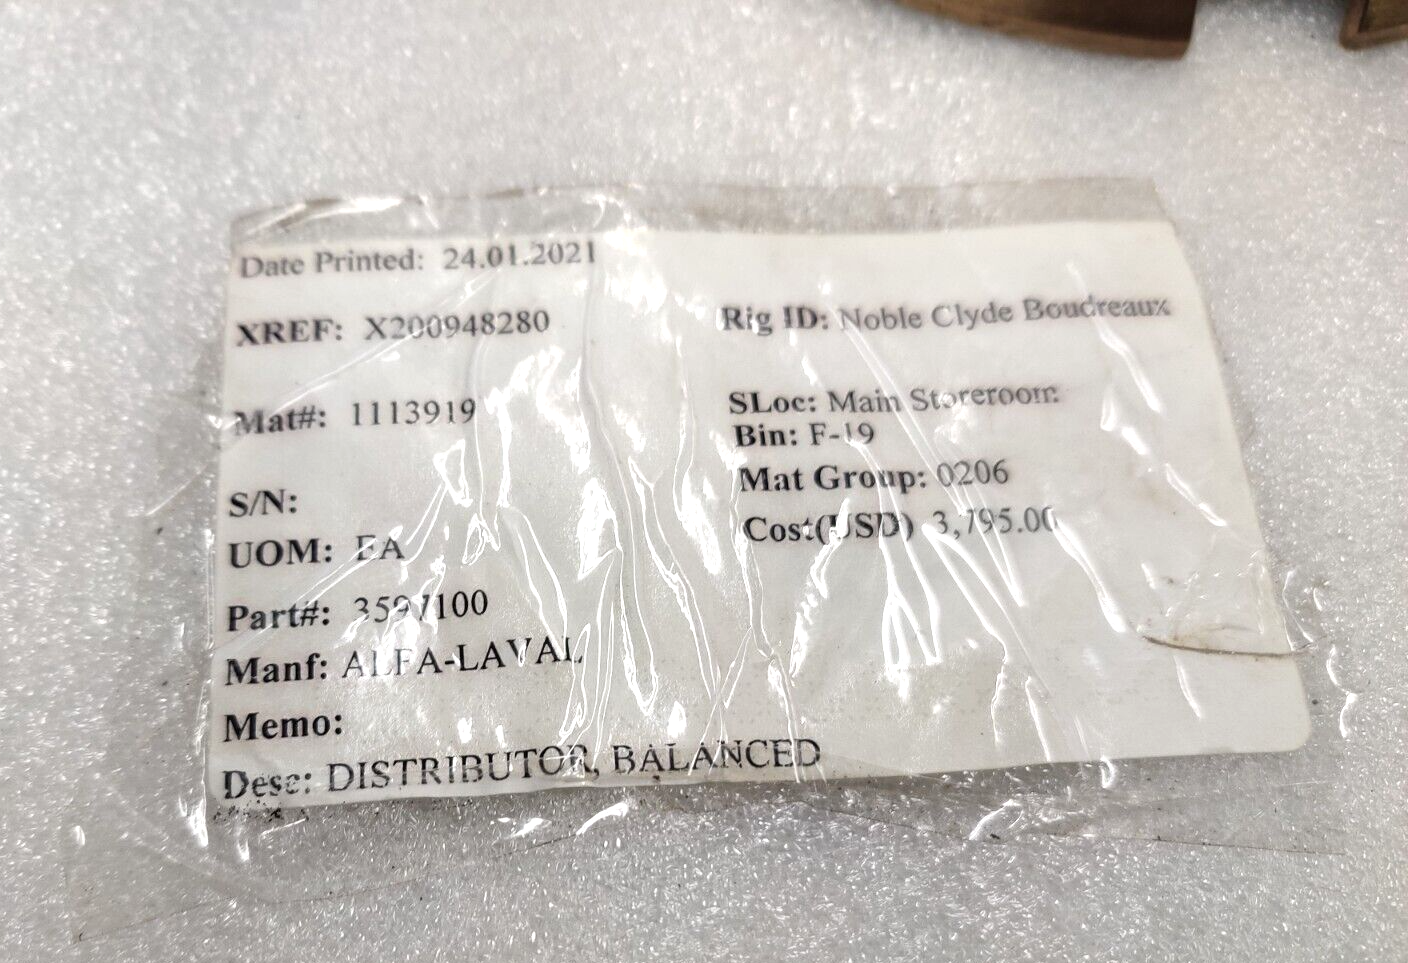 Date Printed: 24.01.2021
XREF: X200948280
Rig ID: Noble Clyde Boudreaux
Mat#: 1113919
SLoc: Main Storeroom
Bin: F-19
Mat Group: 0206
S/N:
Cost(USD) 3,795.00
UOM: EA
Part#:
Manf: ALFA-LAVAL
Memo:
Desc: DISTRIBUTOR, BALANCED